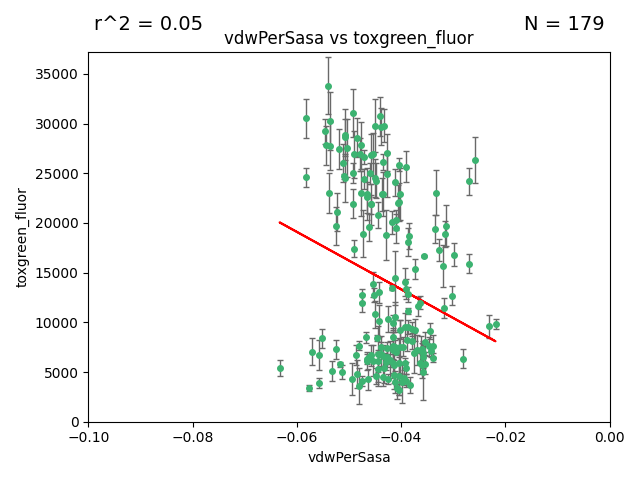 r^2 = 0.05
N = 179
vdwPerSasa vs toxgreen_fluor
toxgreen_fluor
35000
30000
25000
20000
15000
10000
5000
0
−0.10
−0.08
−0.06
−0.04
−0.02
0.00
vdwPerSasa